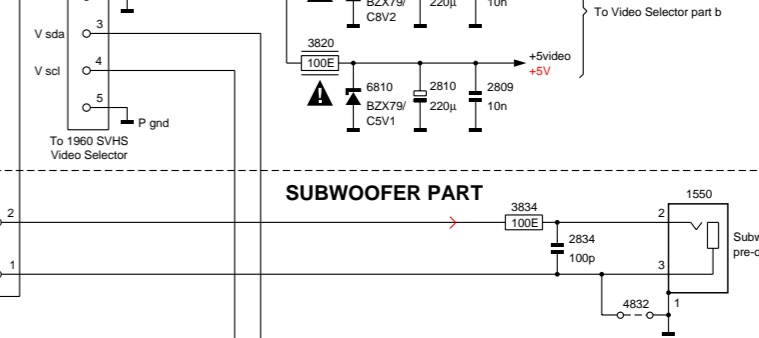 BZX79/
C8V2
220μ
10n
To Video Selector part b
V sda
3
V scl
4
5
P gnd
To 1960 SVHS
Video Selector
3820
100E
+5video
+5V
6810
BZX79/
C5V1
2810
220μ
2809
10n
SUBWOOFER PART
2
3834
100E
2834
100p
2
1550
3
1
1
4832
pre-